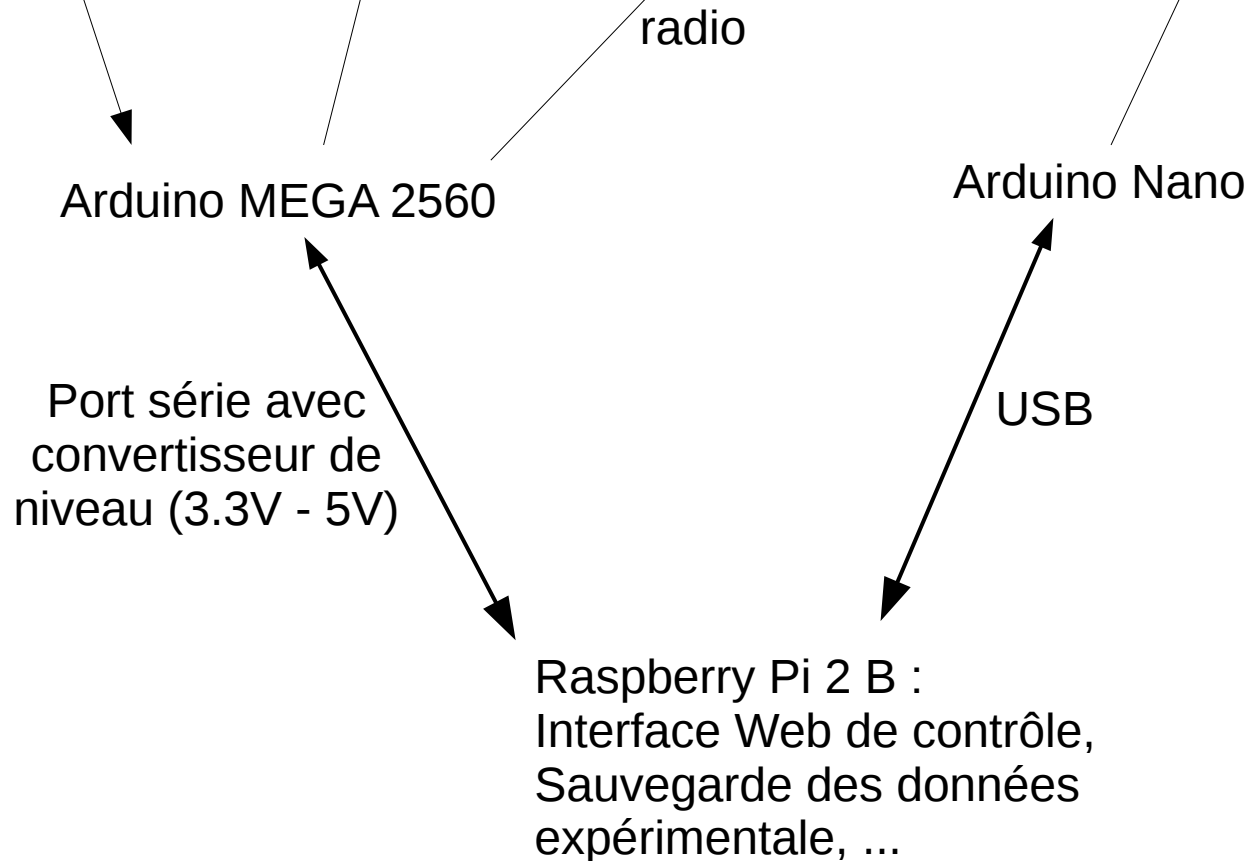 radio
Arduino MEGA 2560
Arduino Nano
Port série avec
convertisseur de
niveau (3.3V - 5V)
USB
Raspberry Pi 2 B :
Interface Web de contrôle,
Sauvegarde des données
expérimentale, ...